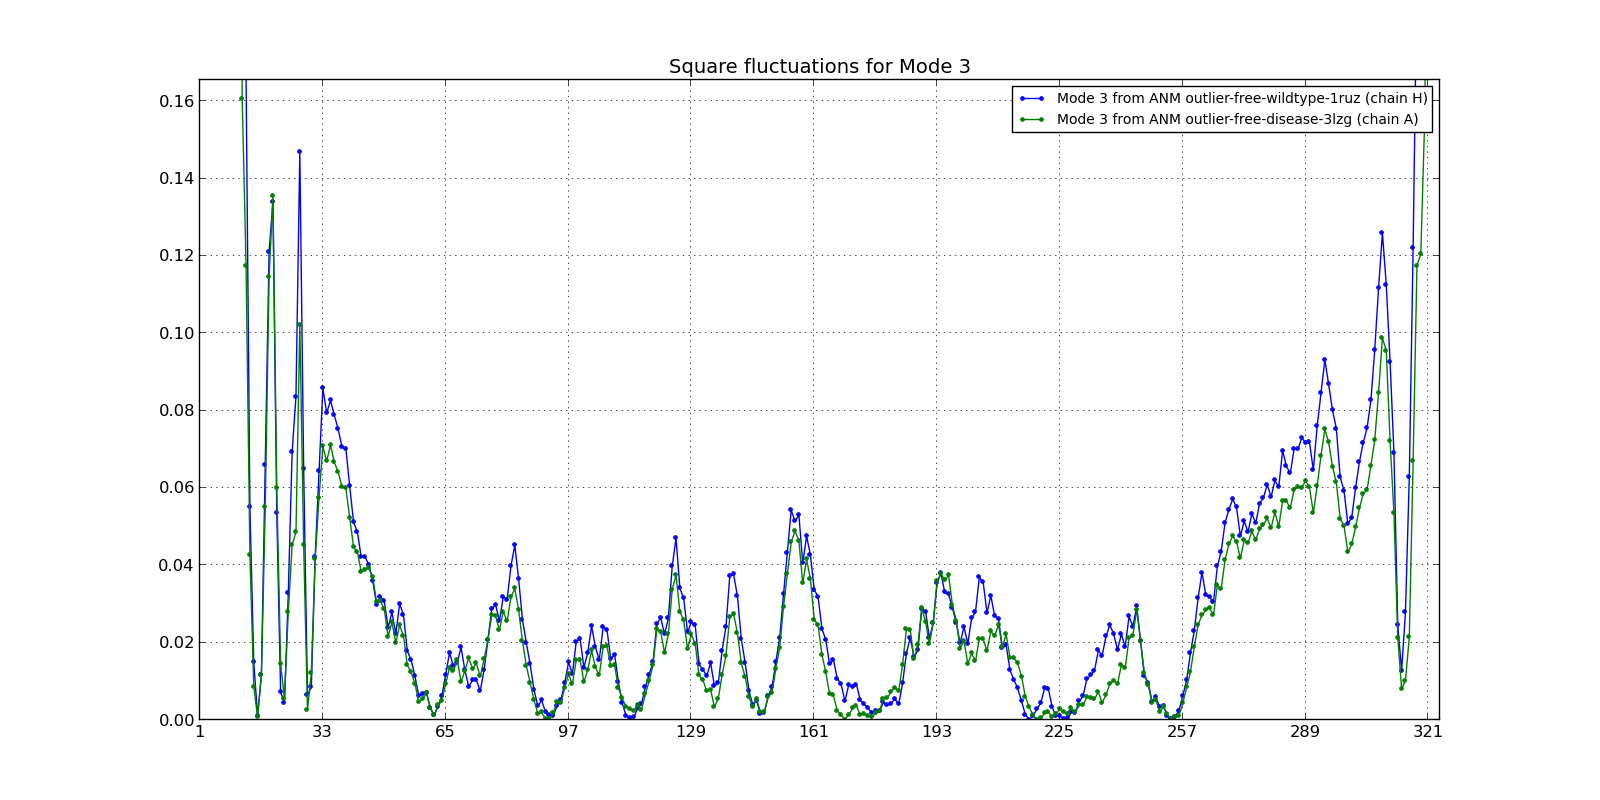 Square fluctuations for Mode 3
Mode 3 from ANM outlier-free-wildtype-1ruz (chain H)
Mode 3 from ANM outlier-free-disease-3lzg (chain A)
0.16
0.14
0.12
0.10
0.08
0.06
0.04
0.02
0.00
1 33 65 97 129 161 193 225 257 289 321